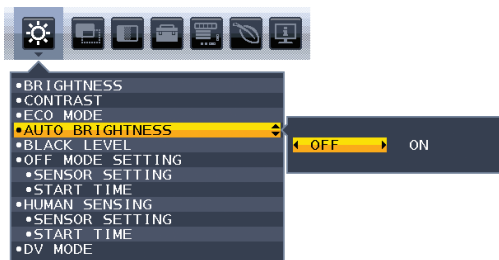 •BRIGHTNESS
•CONTRAST
•ECO MODE
•AUTO BRIGHTNESS
OFF ON
•BLACK LEVEL
•OFF MODE SETTING
•SENSOR SETTING
•START TIME
•HUMAN SENSING
•SENSOR SETTING
•START TIME
•DV MODE